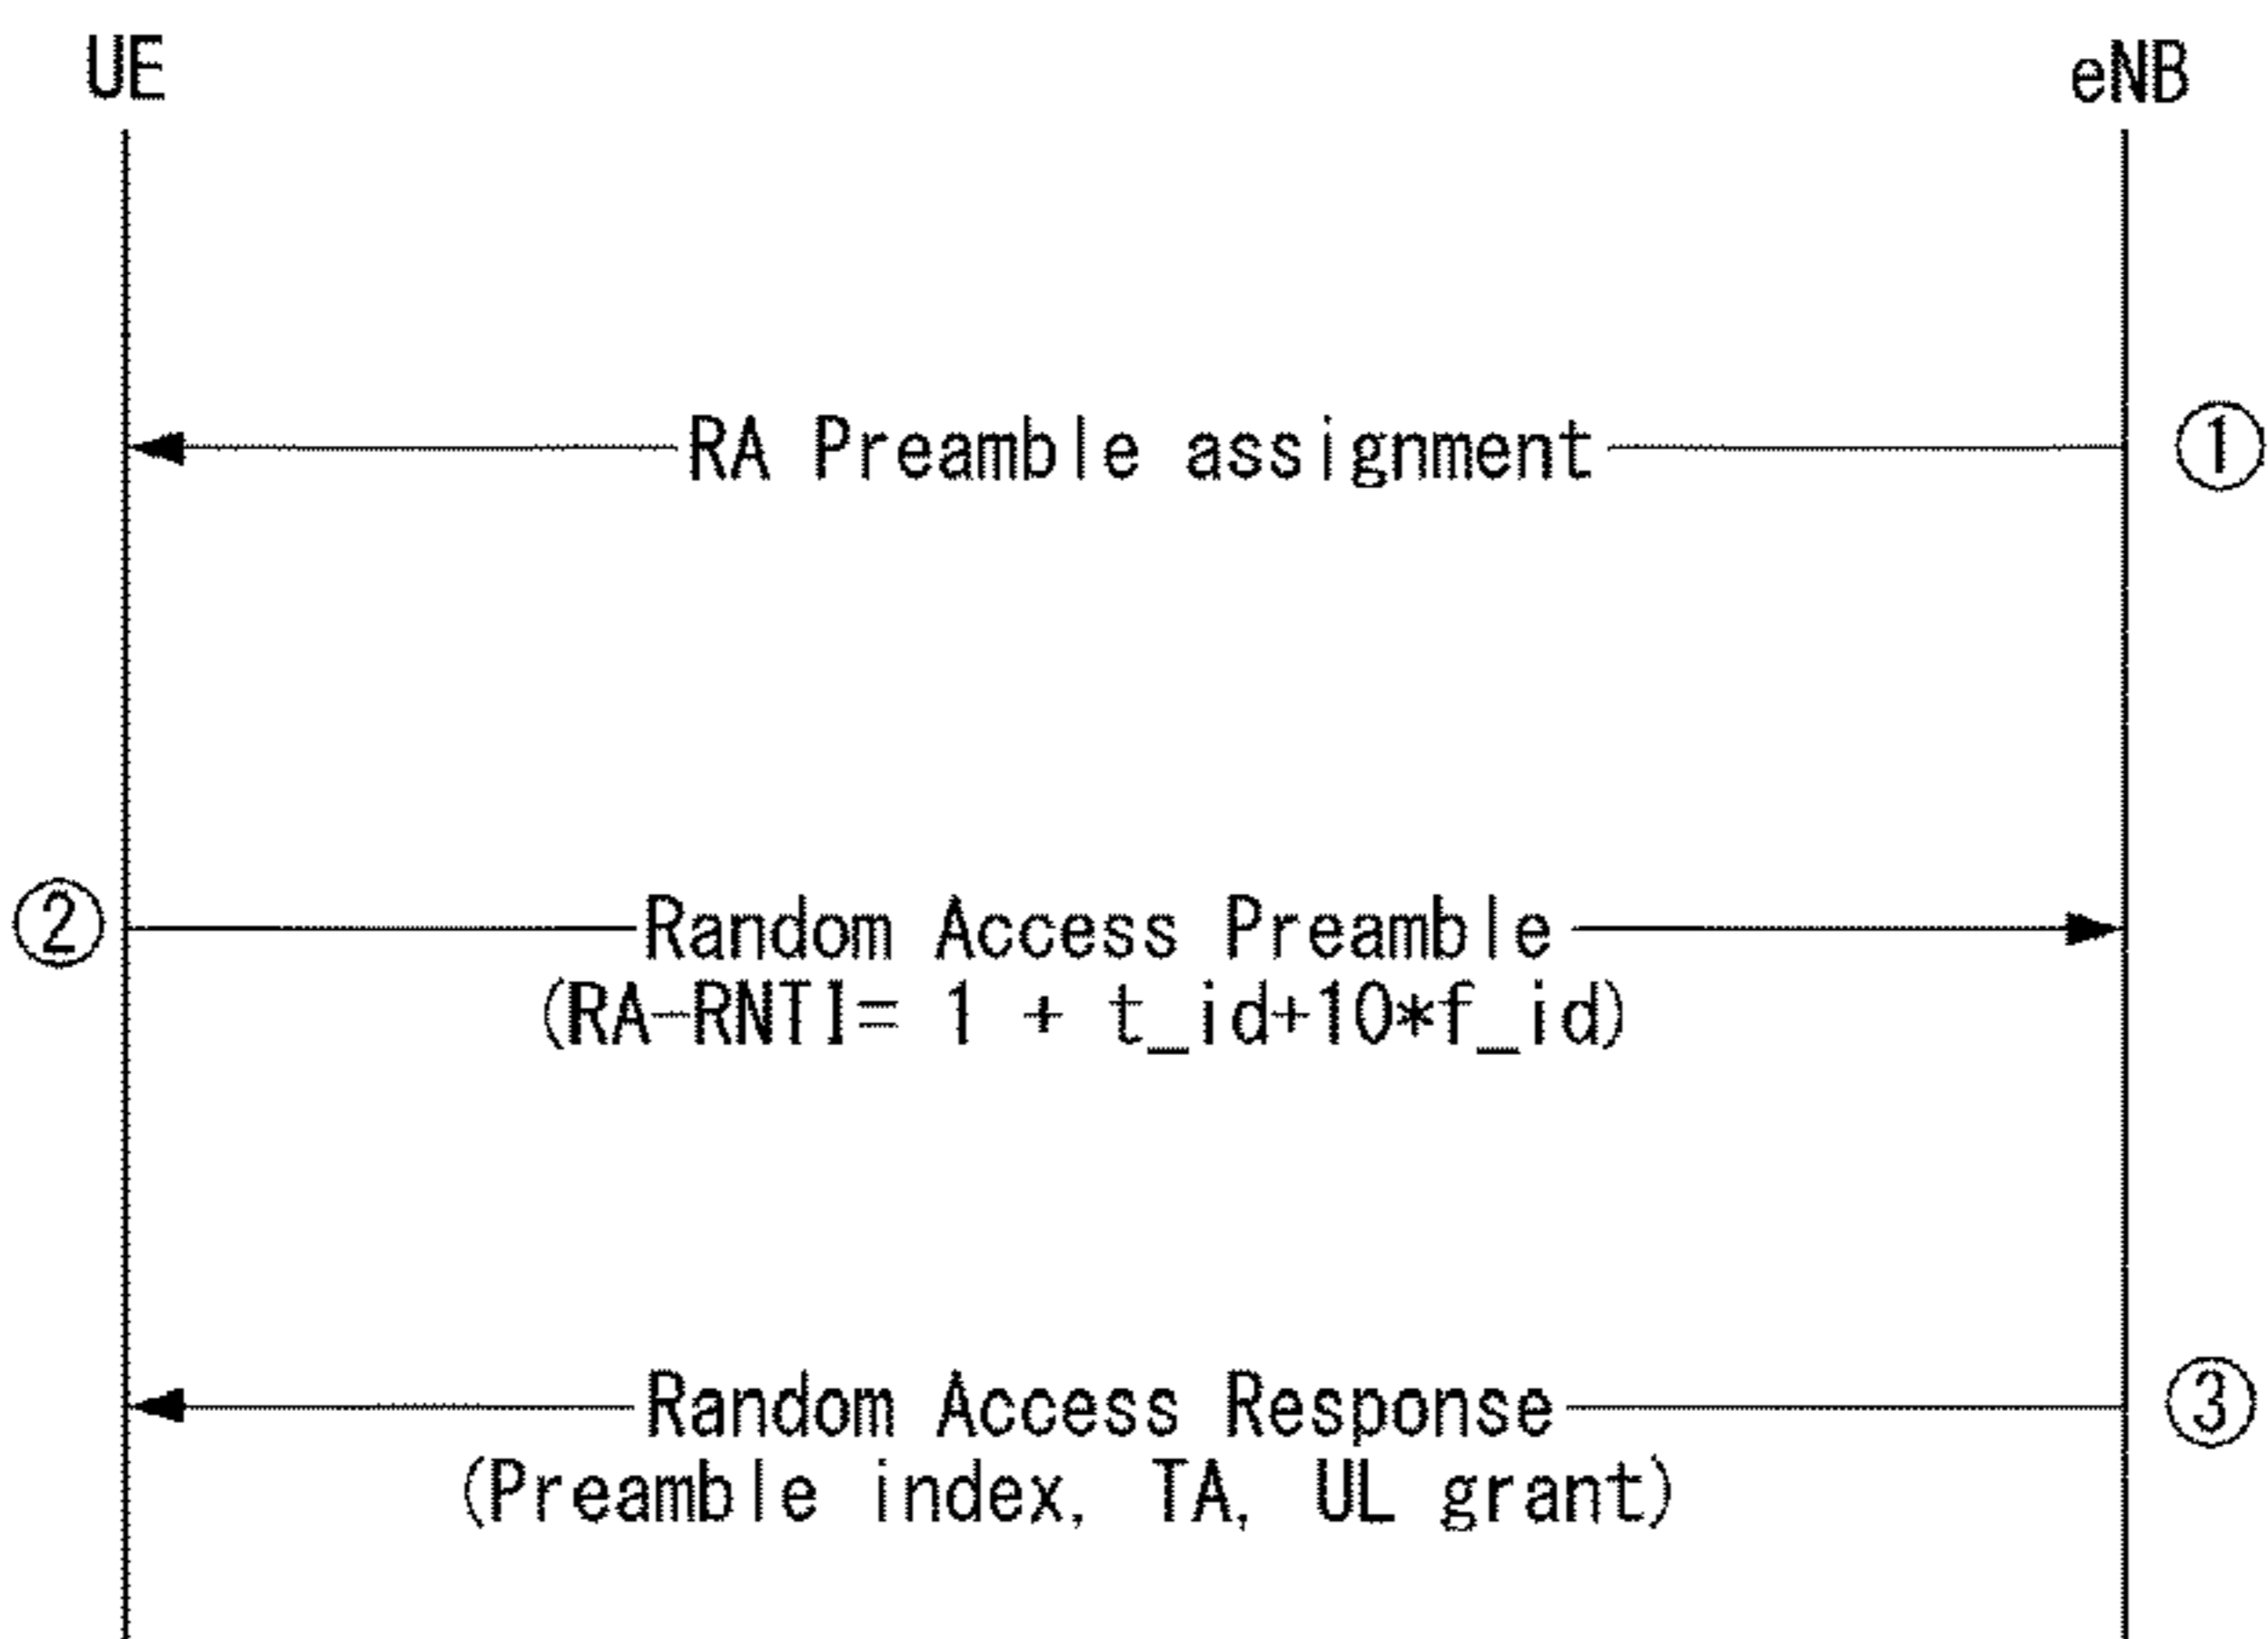 UE eNB
RA Preamble assignment ①
② Random Access Preamble
(RA-RNTI= 1 + t_id+10*f_id)
Random Access Response ③
(Preamble index, TA, UL grant)